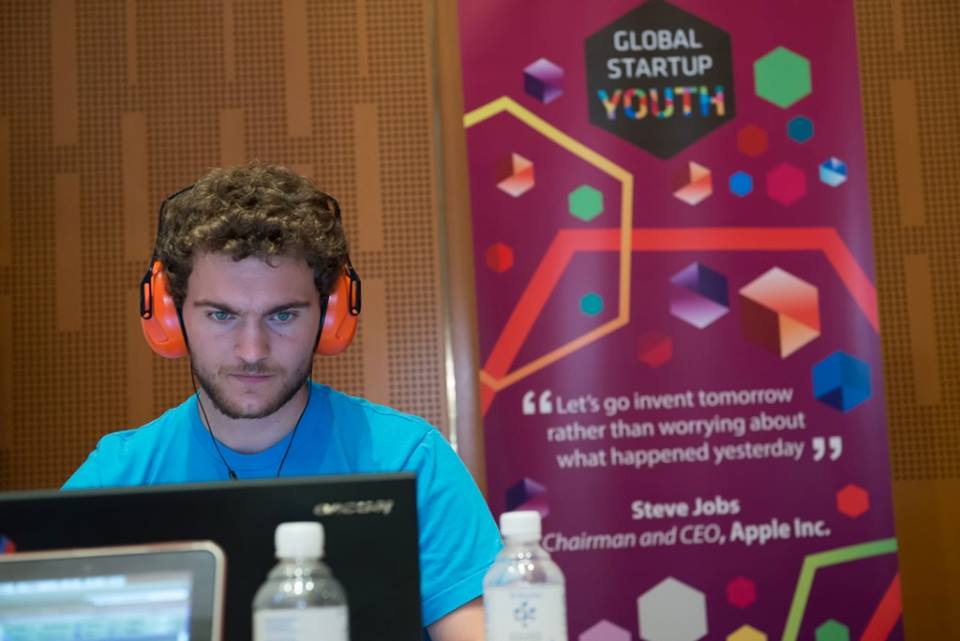 GLOBAL
STARTUP
YOUTH
“Let's go invent tomorrow
rather than worrying about
what happened yesterday”
Steve Jobs
Chairman and CEO, Apple Inc.